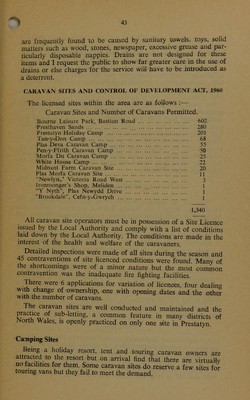 43
are frequently found to be caused by sanitary towels, toys, solid
matters such as wood, stones, newspaper, excessive grease and par-
ticularly disposable nappies. Drains are not designed for these
items and I request the public to show far greater care in the use of
drains or else charges for the service will have to be introduced as
a deterrent.
CARAVAN SITES AND CONTROL OF DEVELOPMENT ACT, 1960
The licensed sites within the area are as follows :—
Caravan Sites and Number of Caravans Permitted.
Bourne Leisure Park, Bastion Road 602
Presthaven Sands 280
Prestatyn Holiday Camp 201
Tan-y-Don Camp 68
Plas Deva Caravan Camp 55
Pen-y-Ffrith Caravan Camp 50
Morfa Du Caravan Camp 25
White House Camp 22
Midnant Farm Caravan Site 22
Plas Morfa Caravan Site 11
"Newlyn," Victoria Road West 1
Ironmonger's Shop, Meliden 1
"Y Nyth", Plas Newydd Drive 1
"Brookdale", Cefn-y-Gwrych 1
1,340
All caravan site operators must be in possession of a Site Licence
issued by the Local Authority and comply with a list of conditions
laid down by the Local Authority. The conditions are made in the
interest of the health and welfare of the caravaners.
Detailed inspections were made of all sites during the season and
45 contraventions of site licenced conditions were found. Many of
the shortcomings were of a minor nature but the most common
contravention was the inadequate fire fighting facilities.
There were 6 applications for variation of licences, four dealing
with change of ownership, one with opening dates and the other
with the number of caravans.
The caravan sites are well conducted and maintained and the
practice of sub-letting, a common feature in many districts of
North Wales, is openly practiced on only one site in Prestatyn.
Camping Sites
Being a holiday resort, tent and touring caravan owners are
attracted to the resort but on arrival find that there are virtually
no facilities for them. Some caravan sites do reserve a few sites for
touring vans but they fail to meet the demand.